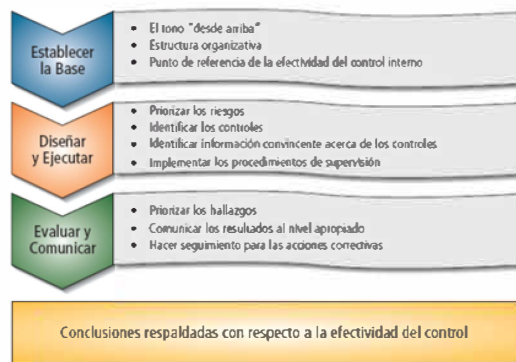 Establecer
la Base
• El tono "desde arriba"
• Estructura organizativa
• Punto de referencia de la efectividad del control interno
Diseñar
y Ejecutar
• Priorizar los riesgos
• Identificar los controles
• Identificar información convincente acerca de los controles
• Implementar los procedimientos de supervisión
Evaluar y
Comunicar
• Priorizar los hallazgos
• Comunicar los resultados al nivel apropiado
• Hacer seguimiento para las acciones correctivas
Conclusiones respaldadas con respecto a la efectividad del control